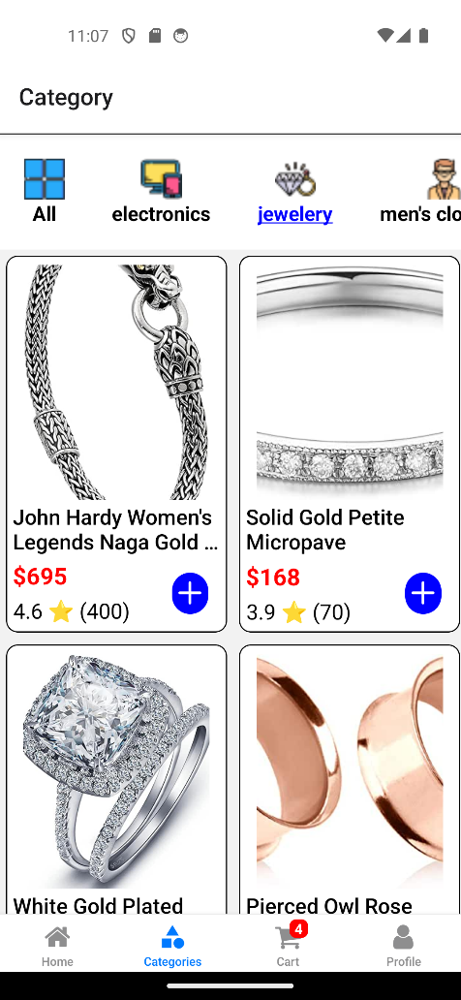 11:07
Category
All
electronics
jewelery
men's clo
John Hardy Women's
Legends Naga Gold ...
$695
4.6 ⭐ (400)
Solid Gold Petite
Micropave
$168
3.9 ⭐ (70)
White Gold Plated
Pierced Owl Rose
Home
Categories
4
Cart
Profile